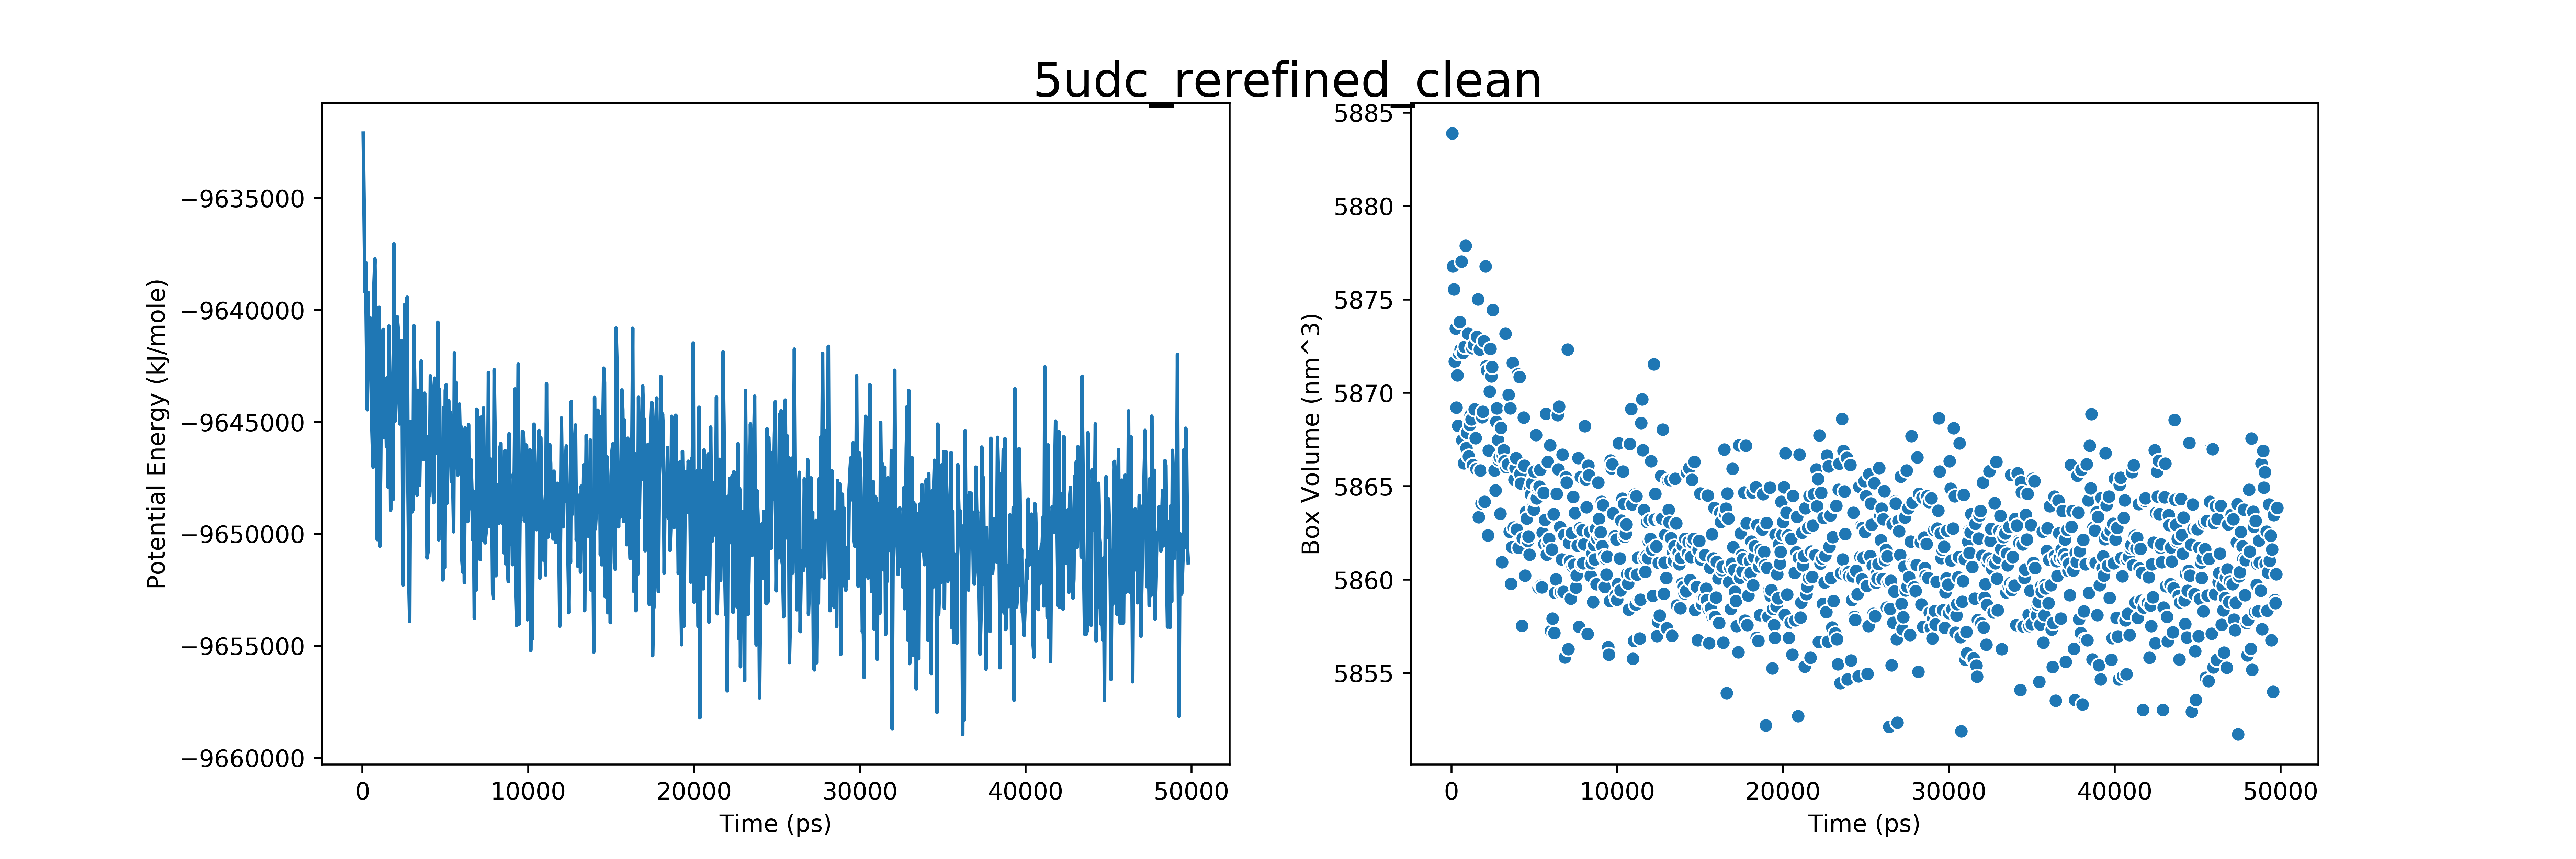 5udc_rerefined_clean
Potential Energy (kJ/mole)
−9635000
−9640000
−9645000
−9650000
−9655000
−9660000
0 10000 20000 30000 40000 50000
Time (ps)
Box Volume (nm^3)
5885
5880
5875
5870
5865
5860
5855
0 10000 20000 30000 40000 50000
Time (ps)